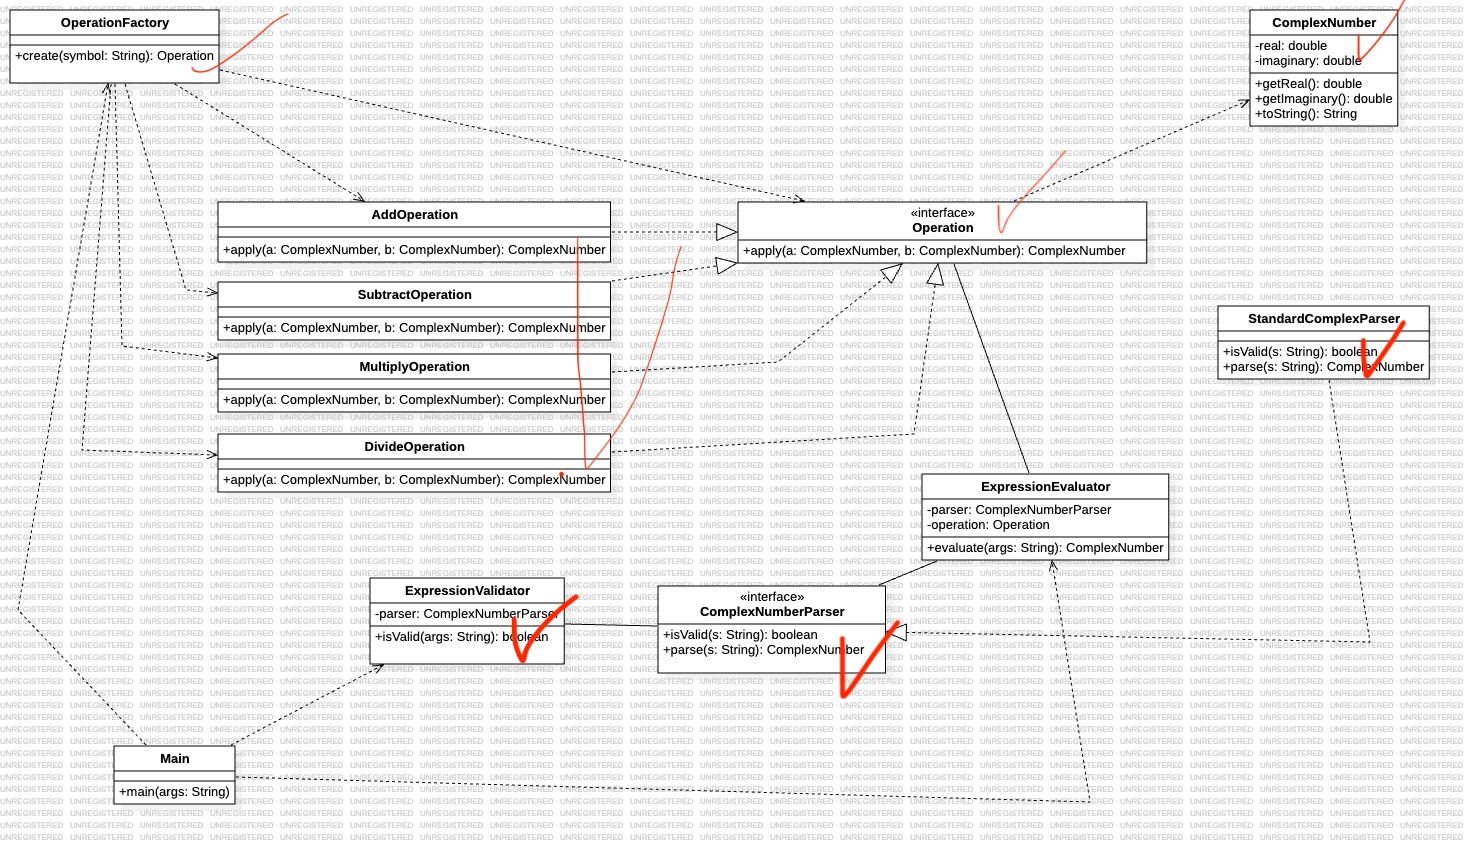 OperationFactory
+create(symbol: String): Operation
ComplexNumber
-real: double
-imaginary: double
+getReal(): double
+getImaginary(): double
+toString(): String
AddOperation
+apply(a: ComplexNumber, b: ComplexNumber): ComplexNumber
«interface»
Operation
+apply(a: ComplexNumber, b: ComplexNumber): ComplexNumber
SubtractOperation
+apply(a: ComplexNumber, b: ComplexNumber): ComplexNumber
StandardComplexParser
+isValid(s: String): boolean
+parse(s: String): ComplexNumber
MultiplyOperation
+apply(a: ComplexNumber, b: ComplexNumber): ComplexNumber
DivideOperation
+apply(a: ComplexNumber, b: ComplexNumber): ComplexNumber
ExpressionEvaluator
-parser: ComplexNumberParser
-operation: Operation
+evaluate(args: String): ComplexNumber
ExpressionValidator
-parser: ComplexNumberParser
+isValid(args: String): boolean
«interface»
ComplexNumberParser
+isValid(s: String): boolean
+parse(s: String): ComplexNumber
Main
+main(args: String)
UNREGISTERED